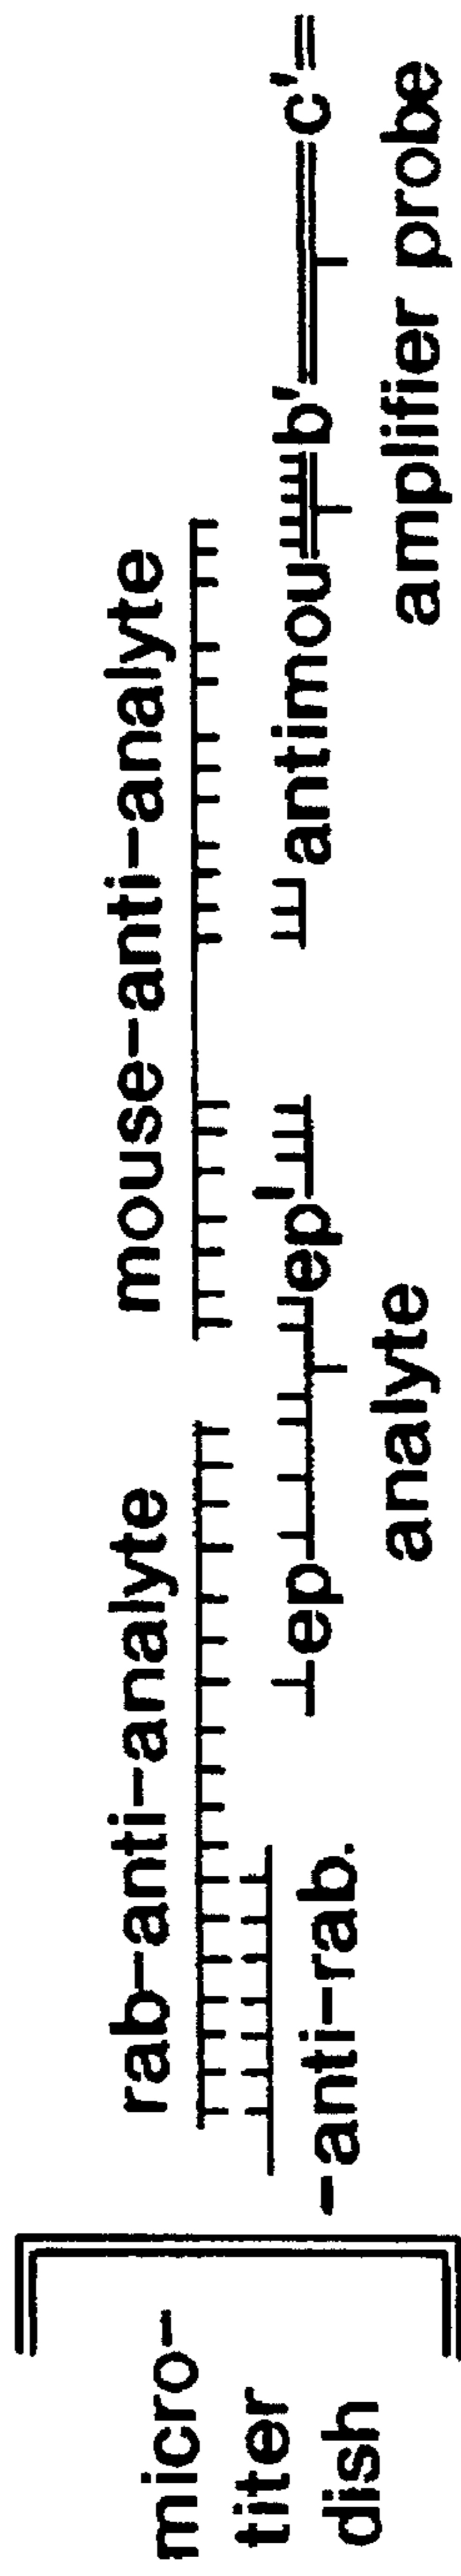 micro-
titer
dish
rab-anti-analyte
mouse-anti-analyte
-anti-rab.
ep
ep'
antimou
b'
c'
analyte
amplifier probe